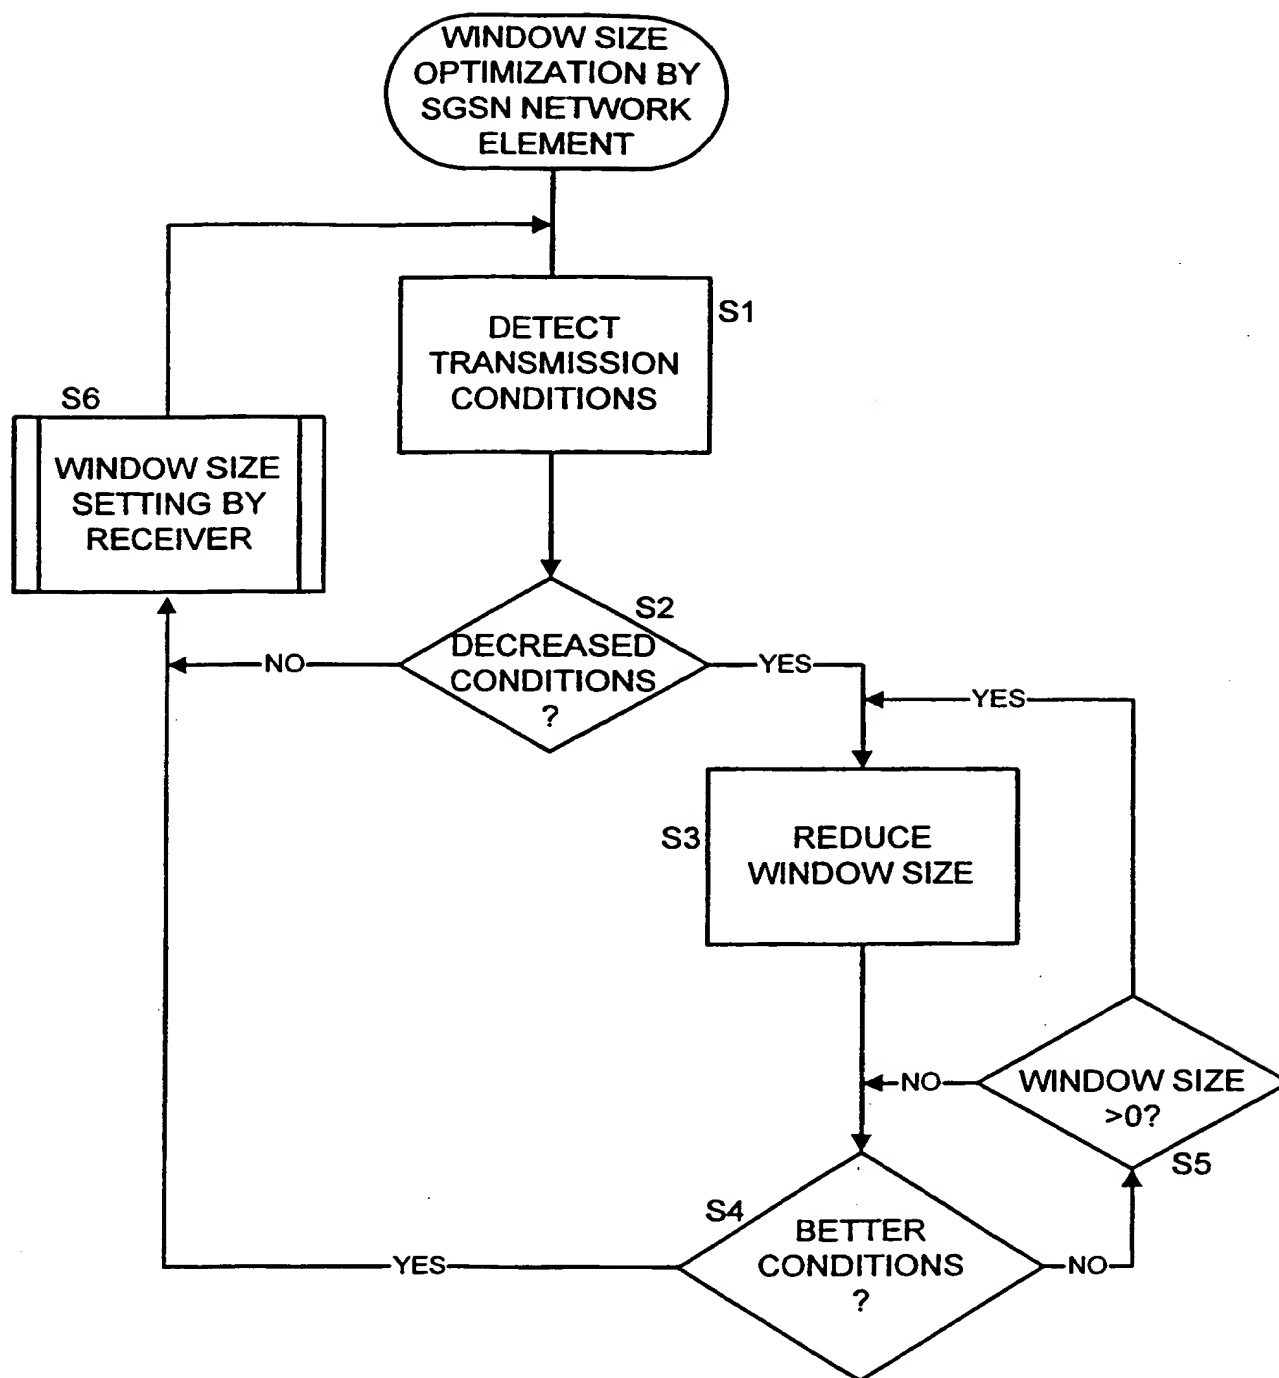 WINDOW SIZE
OPTIMIZATION BY
SGSN NETWORK
ELEMENT
S1
DETECT
TRANSMISSION
CONDITIONS
S6
WINDOW SIZE
SETTING BY
RECEIVER
S2
DECREASED
CONDITIONS
?
NO
YES
YES
S3
REDUCE
WINDOW SIZE
NO
WINDOW SIZE
>0?
S5
S4
BETTER
CONDITIONS
?
YES
NO